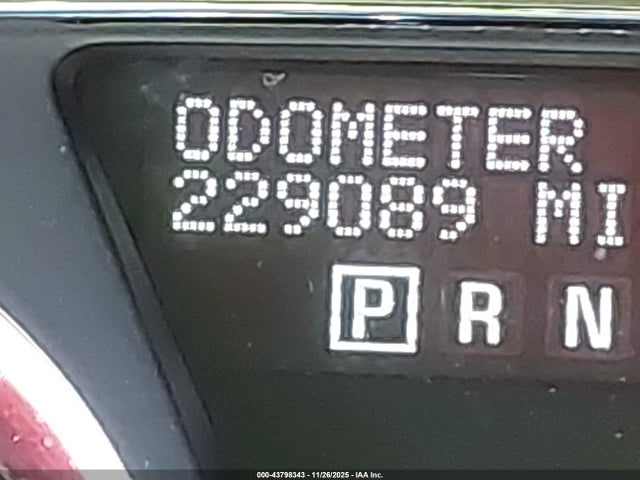 ODOMETER
229089 MI
P R N
000-43798343 - 11/26/2025 - IAA Inc.